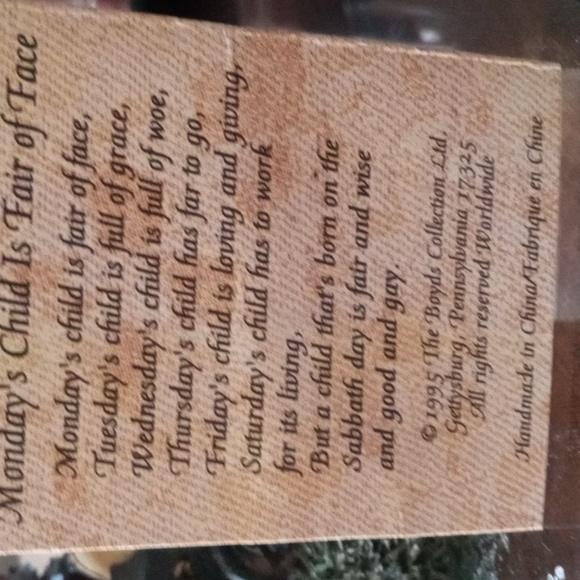 Monday's Child Is Fair of Face
Monday's child is fair of face,
Tuesday's child is full of grace,
Wednesday's child is full of woe,
Thursday's child has far to go,
Friday's child is loving and giving,
Saturday's child has to work
for its living,
But a child that's born on the
Sabbath day is fair and wise
and good and gay.
© 1995 The Boyds Collection Ltd.
Gettysburg, Pennsylvania 17325
All rights reserved Worldwide
Handmade in China/Fabrique en Chine